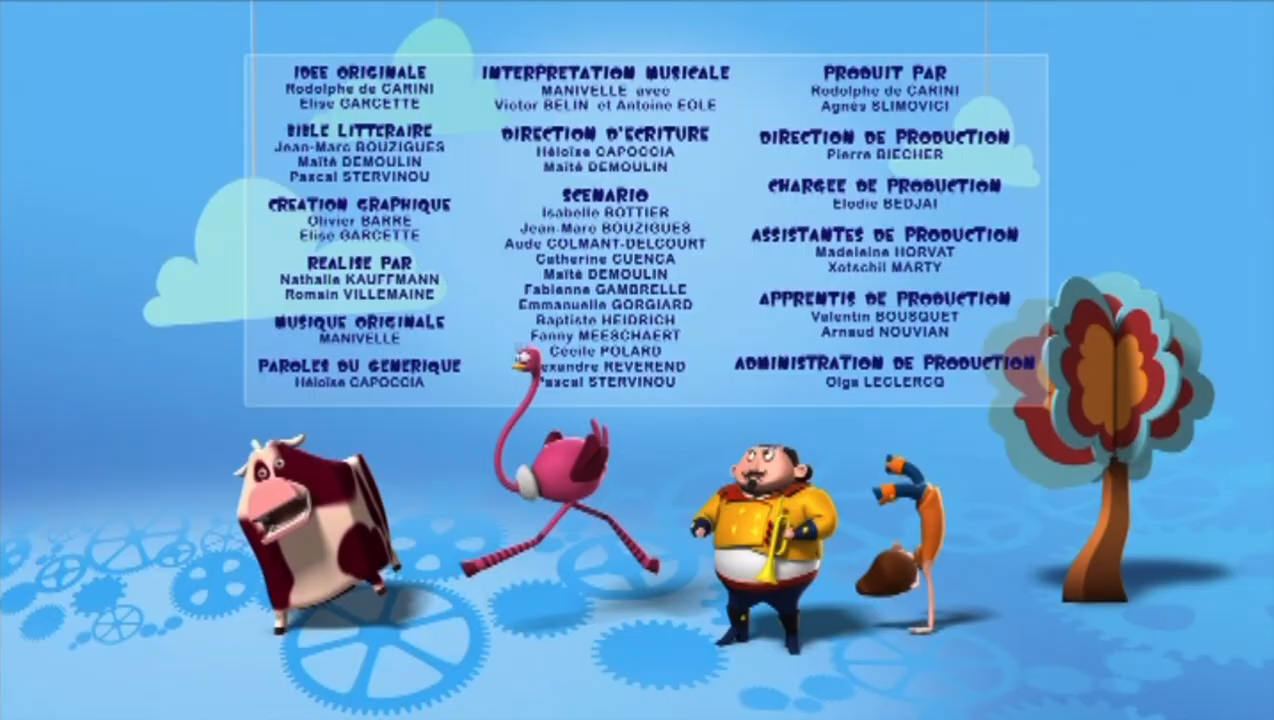 IDEE ORIGINALE
Rodolphe de CARINI
Elise GARCETTE
BIBLE LITTERAIRE
Jean-Marc BOUZIGUES
Maïté DEMOULIN
Pascal STERVINOU
CREATION GRAPHIQUE
Olivier BARRE
Elise GARCETTE
REALISE PAR
Nathalie KAUFFMANN
Romain VILLEMAINE
MUSIQUE ORIGINALE
MANIVELLE
PAROLES DU GENERIQUE
Héloïse CAPOCCIA
INTERPRETATION MUSICALE
MANIVELLE avec
Victor BELIN et Antoine EOLE
DIRECTION D'ECRITURE
Héloïse CAPOCCIA
Maïté DEMOULIN
SCENARIO
Isabelle BOTTIER
Jean-Marc BOUZIGUES
Aude COLMANT-DELCOURT
Catherine CUENCA
Maïté DEMOULIN
Fabienne GAMBRELLE
Emmanuelle GORGIARD
Baptiste HEIDRICH
Fanny MEESCHAERT
Cécile POLARD
exandre REVEREND
ascal STERVINOU
PRODUIT PAR
Rodolphe de CARINI
Agnès SLIMOVICI
DIRECTION DE PRODUCTION
Pierre BIECHER
CHARGEE DE PRODUCTION
Elodie BEDJAI
ASSISTANTES DE PRODUCTION
Madeleine HORVAT
Xotschil MARTY
APPRENTIS DE PRODUCTION
Valentin BOUSQUET
Arnaud NOUVIAN
ADMINISTRATION DE PRODUCTION
Olga LECLERCQ